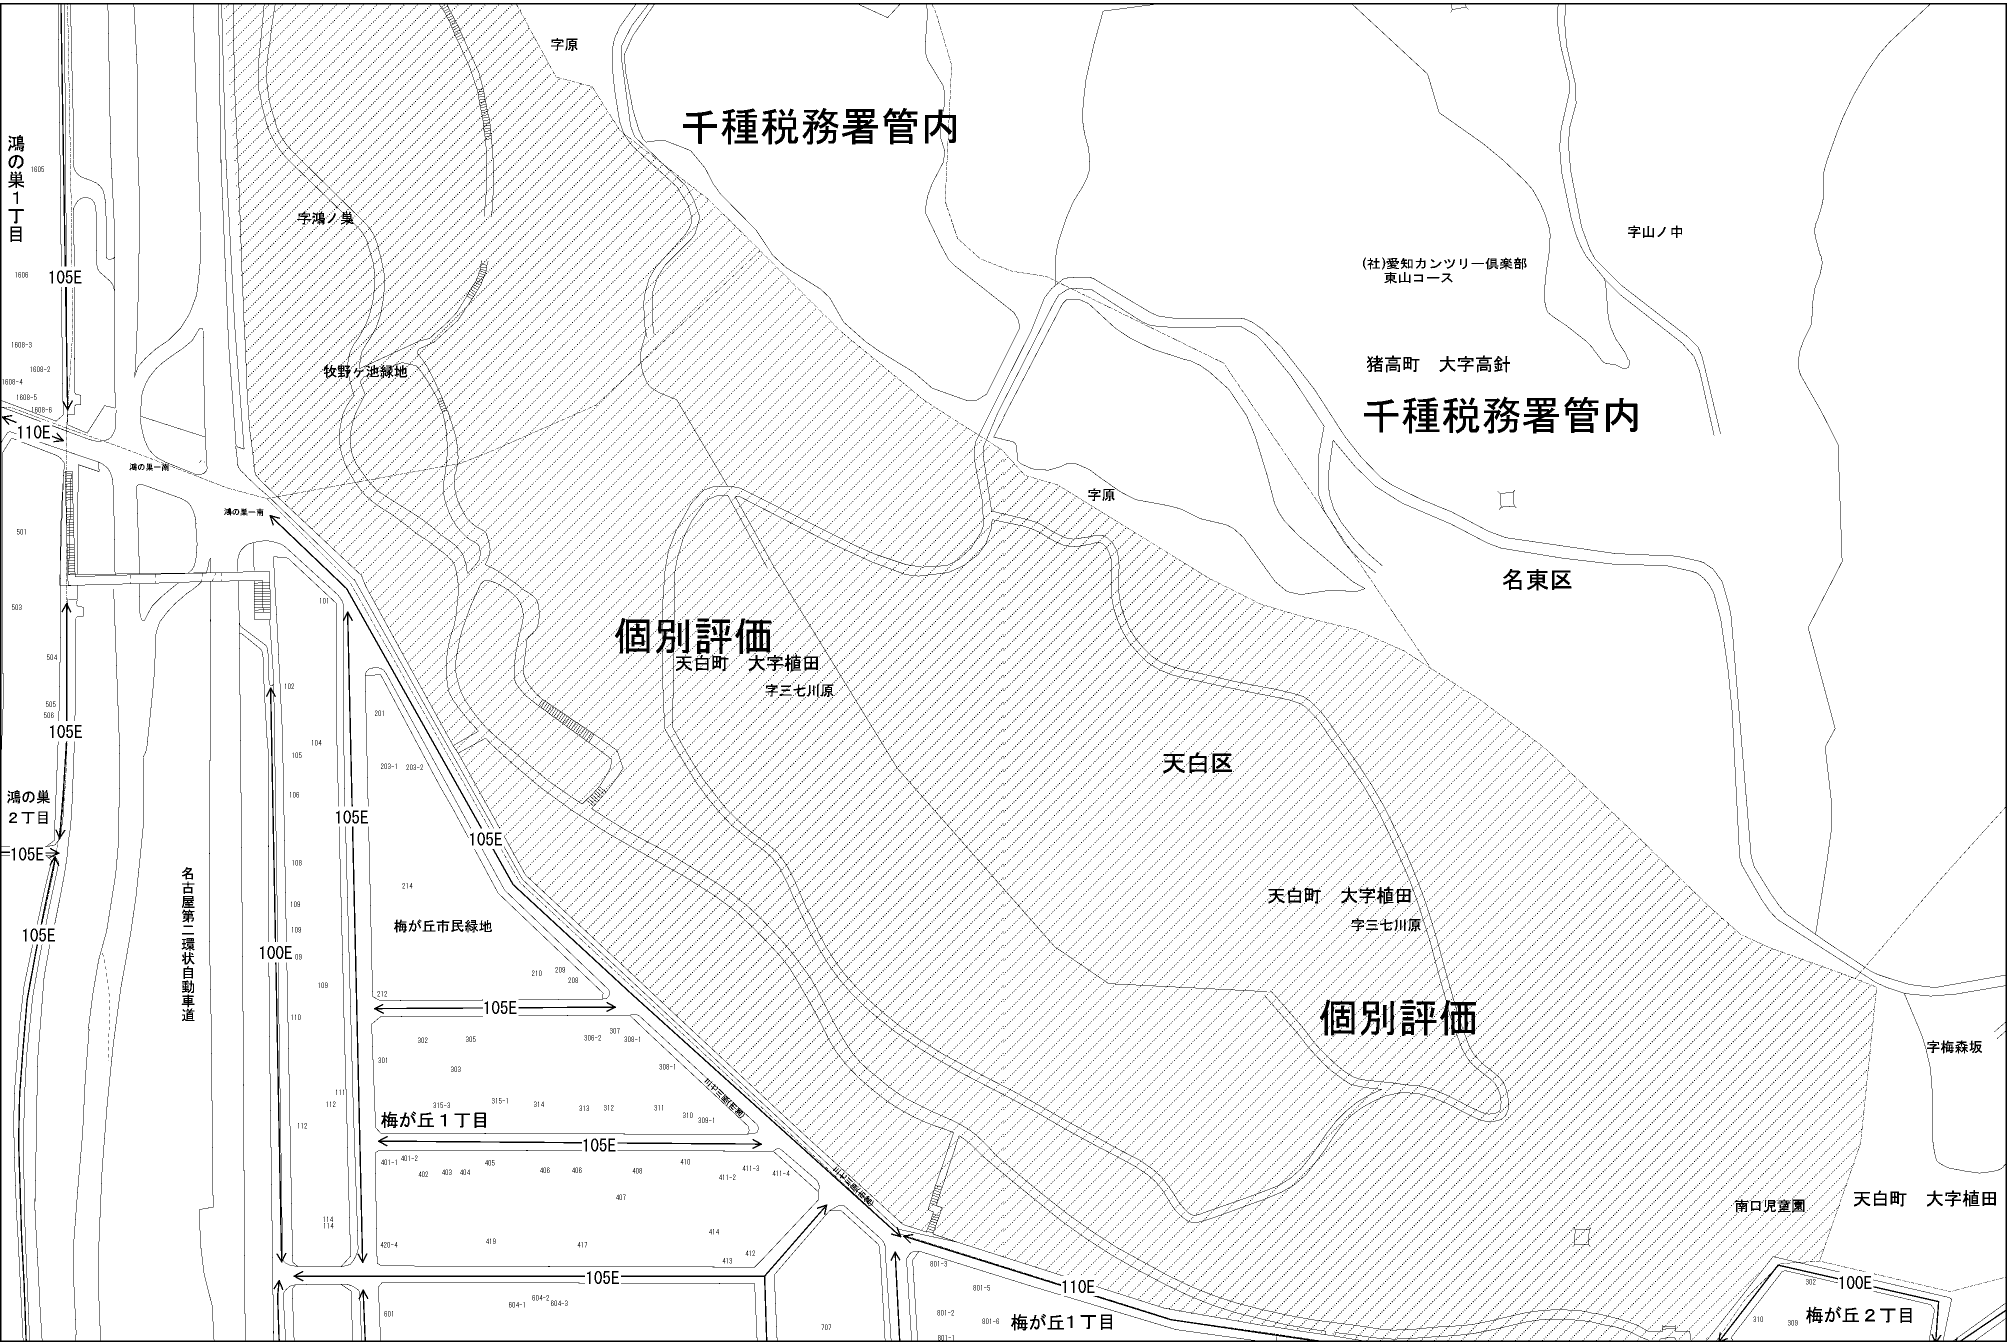 字原
千種税務署管内
鴻の巣１丁目
1605
字鴻ノ巣
字山ノ中
(社)愛知カンツリー倶楽部
東山コース
105E
1606
1608-3
猪高町　大字高針
牧野ヶ池緑地
1608-2
1608-4
1608-5
1608-6
千種税務署管内
110E
鴻の巣一南
字原
鴻の巣一南
501
名東区
101
503
個別評価
504
天白町　大字植田
字三七川原
102
505
506
201
105E
104
105
天白区
203-1
203-2
106
鴻の巣
２丁目
105E
105E
105E
108
名古屋第二環状自動車道
214
天白町　大字植田
109
字三七川原
梅が丘市民緑地
109
105E
100E
09
210
209
208
109
212
105E
110
個別評価
302
305
306-2
307
308-1
字梅森坂
301
303
308-1
111
112
315-3
315-1
314
313
312
311
310
309-1
梅が丘１丁目
112
105E
401-1
401-2
402
403
404
405
406
406
408
410
411-2
411-3
411-4
407
天白町　大字植田
南口児童園
114
114
414
420-4
419
417
412
413
801-3
105E
110E
100E
801-5
302
604-1
604-2
604-3
601
801-2
801-6
梅が丘１丁目
310
309
梅が丘２丁目
707
801-1